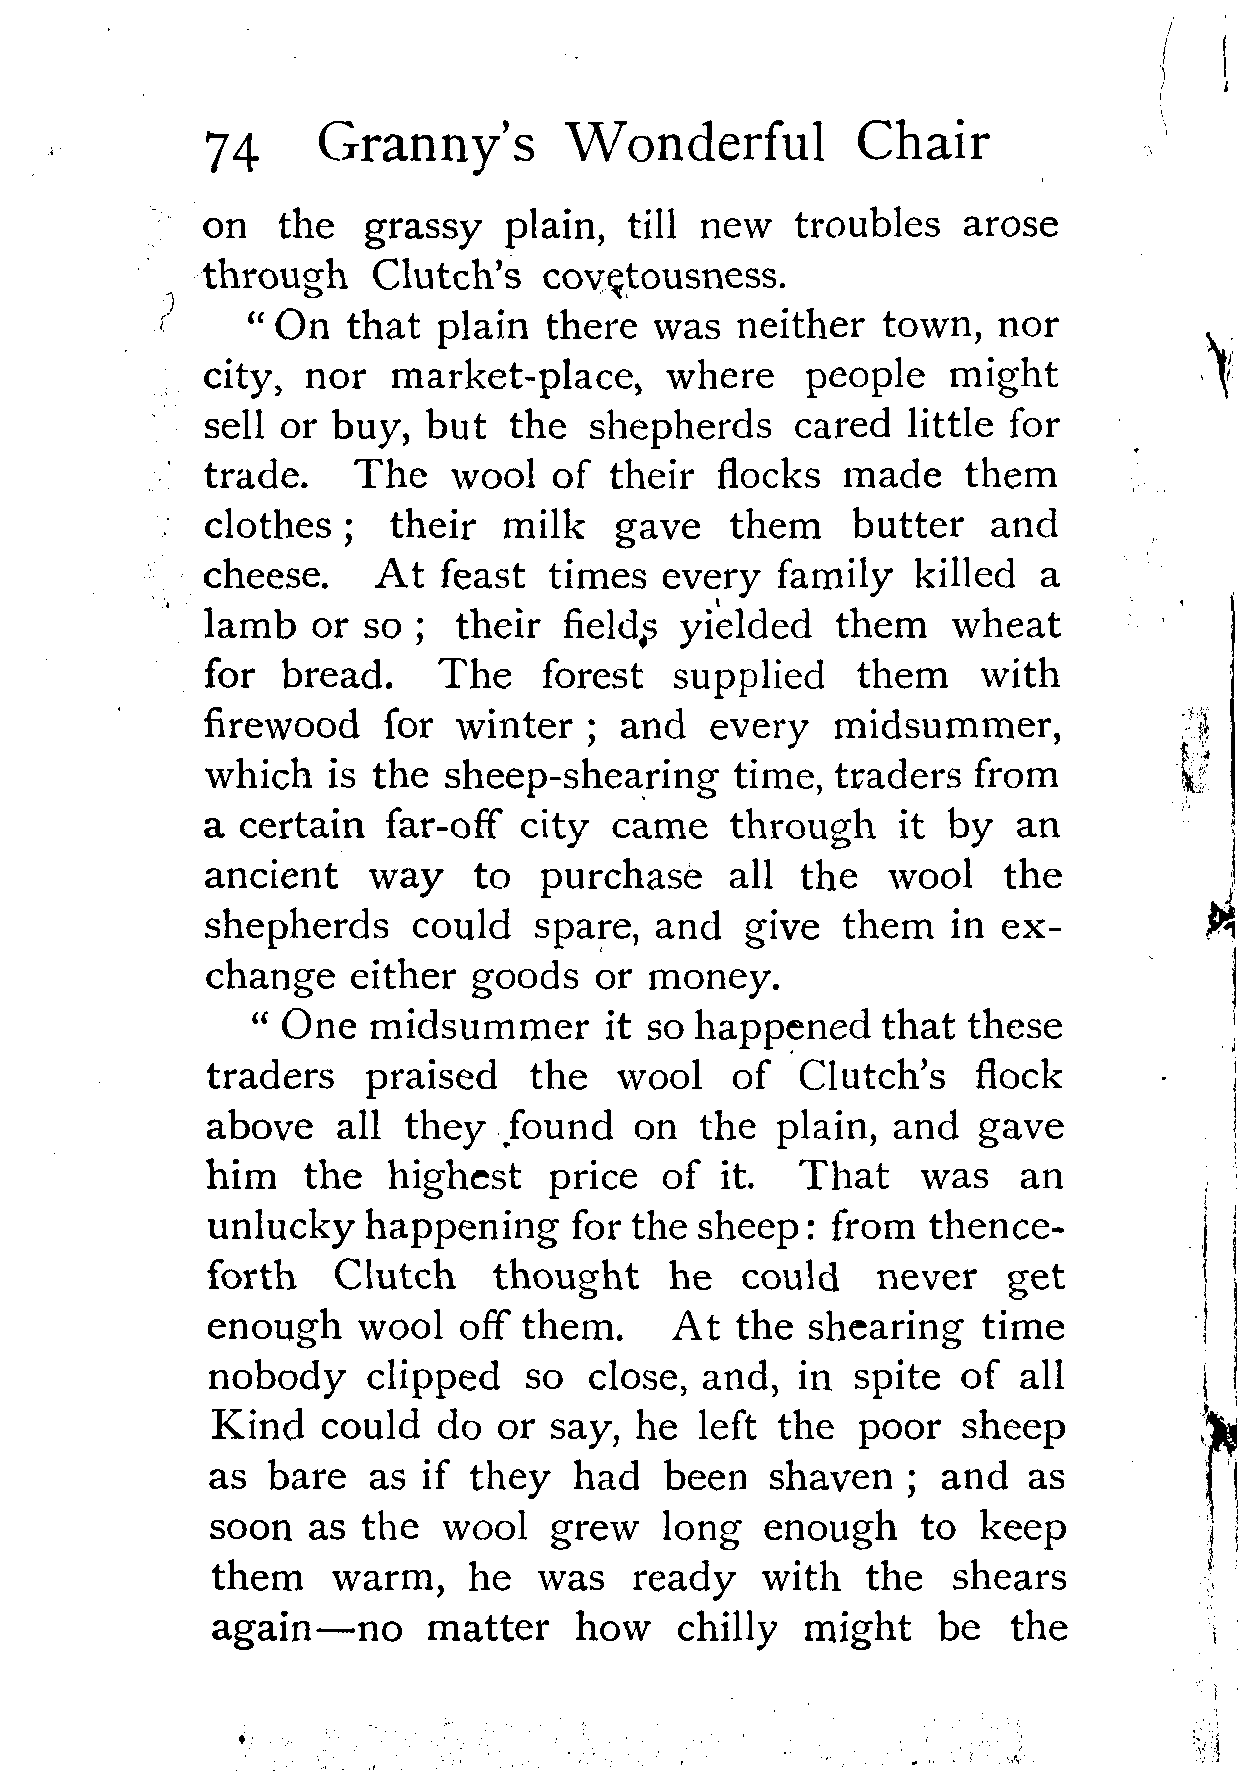 74 Granny's Wonderful Chair
on the grassy plain, till new troubles arose
through Clutch's covetousness.
" On that plain there was neither town, nor
city, nor market-place, where people might
sell or buy, but the shepherds cared little for
trade. The wool of their flocks made them
clothes ; their milk gave them butter and
cheese. At feast times every family killed a
lamb or so ; their fields yielded them wheat
for bread. The forest supplied them with
firewood for winter ; and every midsummer,
which is the sheep-shearing time, traders from
a certain far-off city came through it by an
ancient way to purchase all the wool the
shepherds could spare, and give them in ex-
change either goods or money.
" One midsummer it so happened that these
traders praised the wool of Clutch's flock
above all they found on the plain, and gave
him the highest price of it. That was an
unlucky happening for the sheep : from thence-
forth Clutch thought he could never get
enough wool off them. At the shearing time
nobody clipped so close, and, in spite of all
Kind could do or say, he left the poor sheep
as bare as if they had been shaven ; and as
soon as the wool grew long enough to keep
them warm, he was ready with the shears
again—no matter how chilly might be the